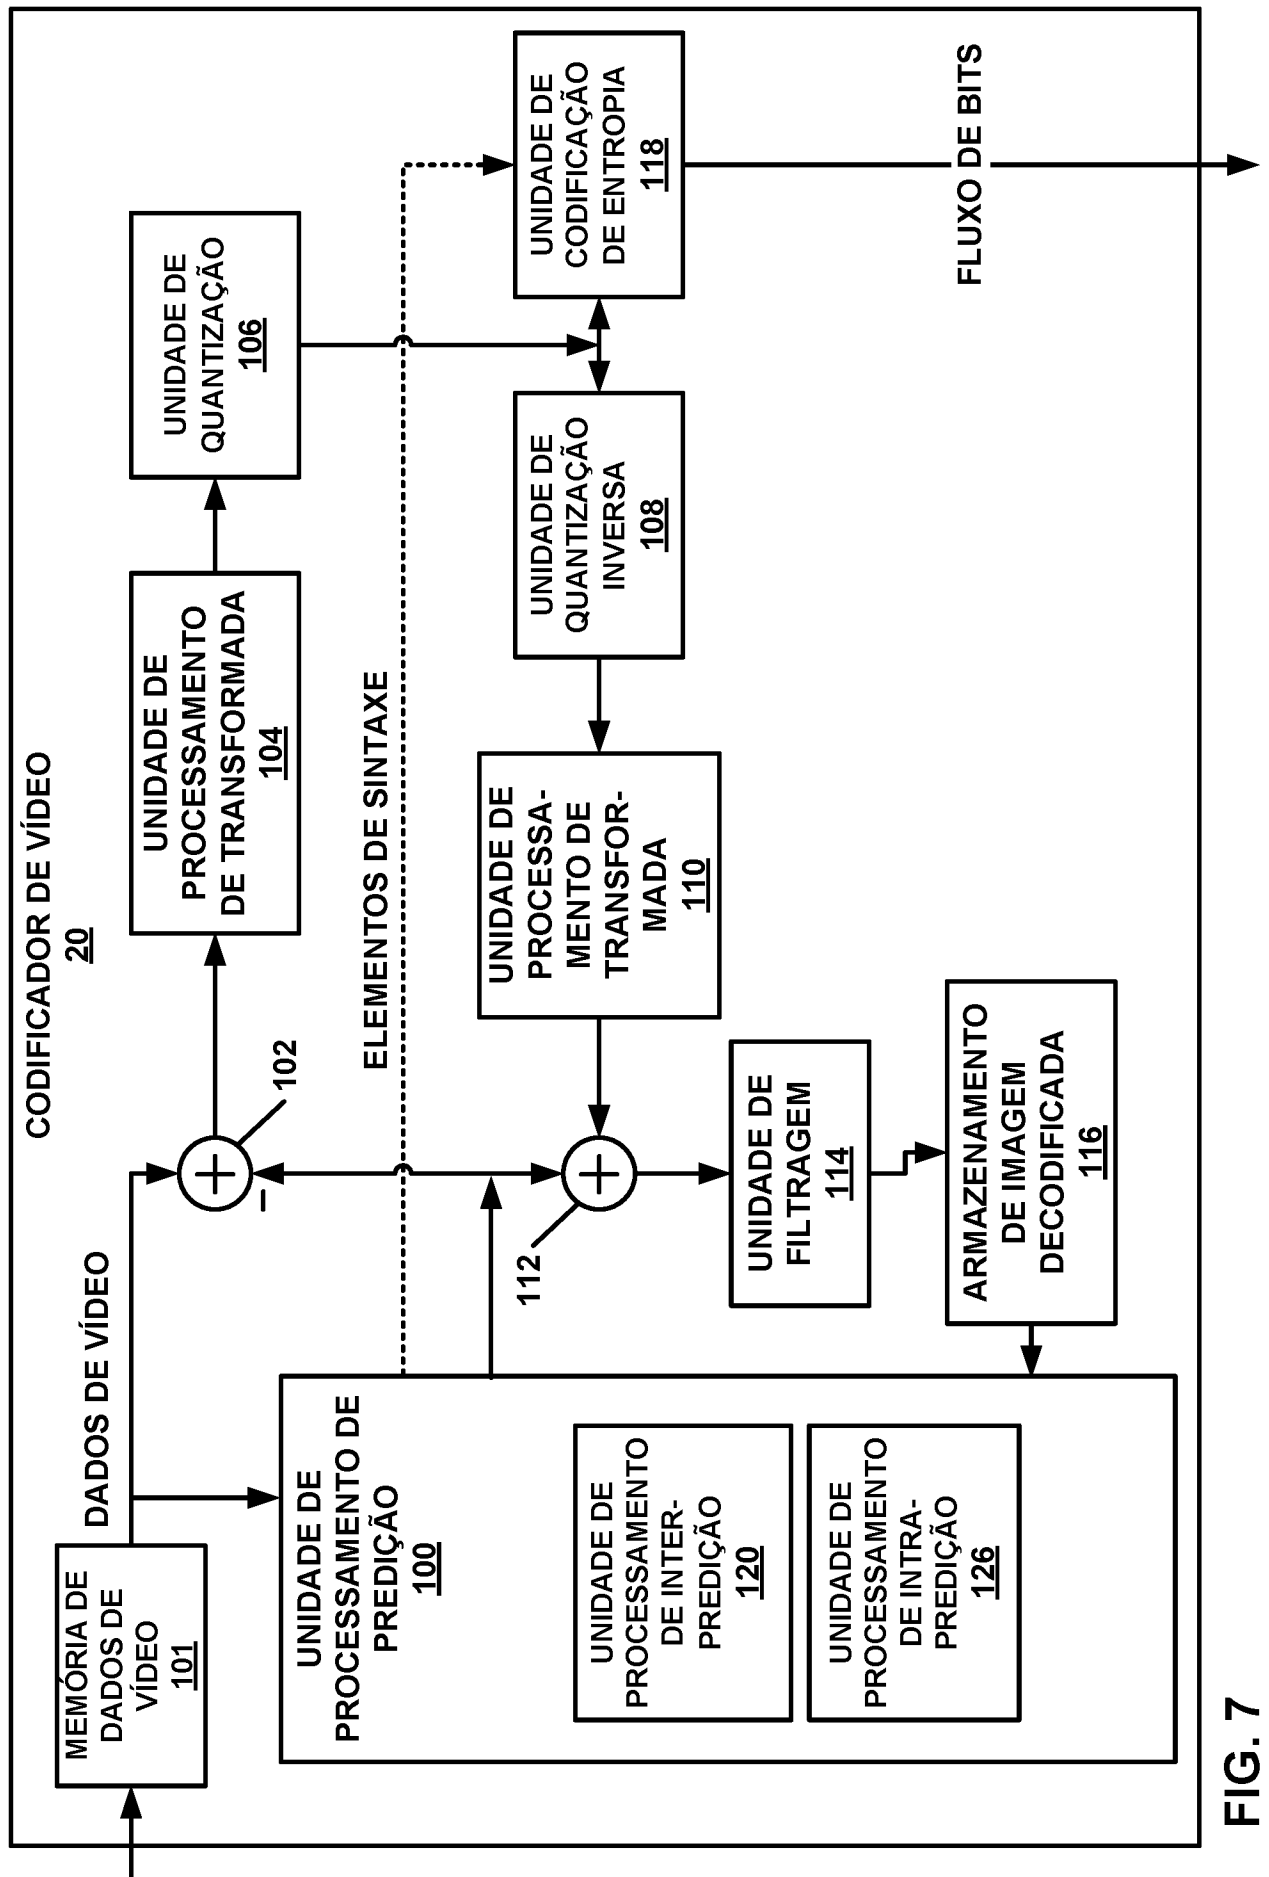 CODIFICADOR DE VÍDEO
20
MEMÓRIA DE
DADOS DE
VÍDEO
101
DADOS DE VÍDEO
102
UNIDADE DE
PROCESSAMENTO
DE TRANSFORMADA
104
UNIDADE DE
QUANTIZAÇÃO
106
ELEMENTOS DE SINTAXE
UNIDADE DE
PROCESSAMENTO DE
PREDIÇÃO
100
UNIDADE DE
PROCESSAMENTO
DE INTER-
PREDIÇÃO
120
UNIDADE DE
PROCESSAMENTO
DE INTRA-
PREDIÇÃO
126
112
UNIDADE DE
PROCESSA-
MENTO DE
TRANSFOR-
MADA
110
UNIDADE DE
QUANTIZAÇÃO
INVERSA
108
UNIDADE DE
CODIFICAÇÃO
DE ENTROPIA
118
UNIDADE DE
FILTRAGEM
114
ARMAZENAMENTO
DE IMAGEM
DECODIFICADA
116
FLUXO DE BITS
FIG. 7